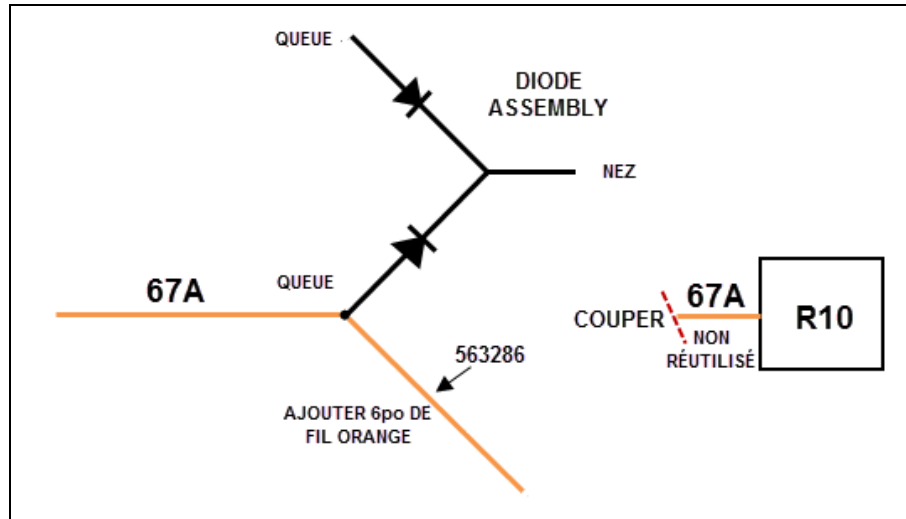 QUEUE
DIODE
ASSEMBLY
NEZ
67A
QUEUE
563286
AJOUTER 6po DE
FIL ORANGE
COUPER
67A
NON
RÉUTILISÉ
R10